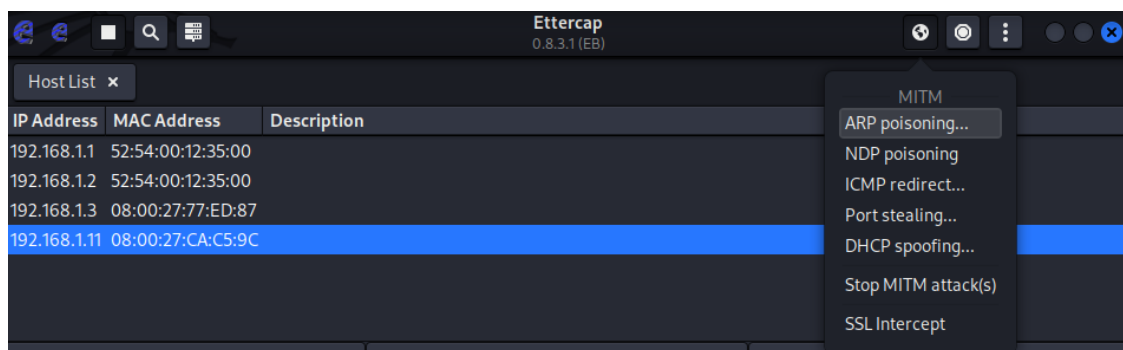 Ettercap
0.8.3.1 (EB)
Host List ×
IP Address MAC Address Description
192.168.1.1 52:54:00:12:35:00
192.168.1.2 52:54:00:12:35:00
192.168.1.3 08:00:27:77:ED:87
192.168.1.11 08:00:27:CA:C5:9C
MITM
ARP poisoning...
NDP poisoning
ICMP redirect...
Port stealing...
DHCP spoofing...
Stop MITM attack(s)
SSL Intercept